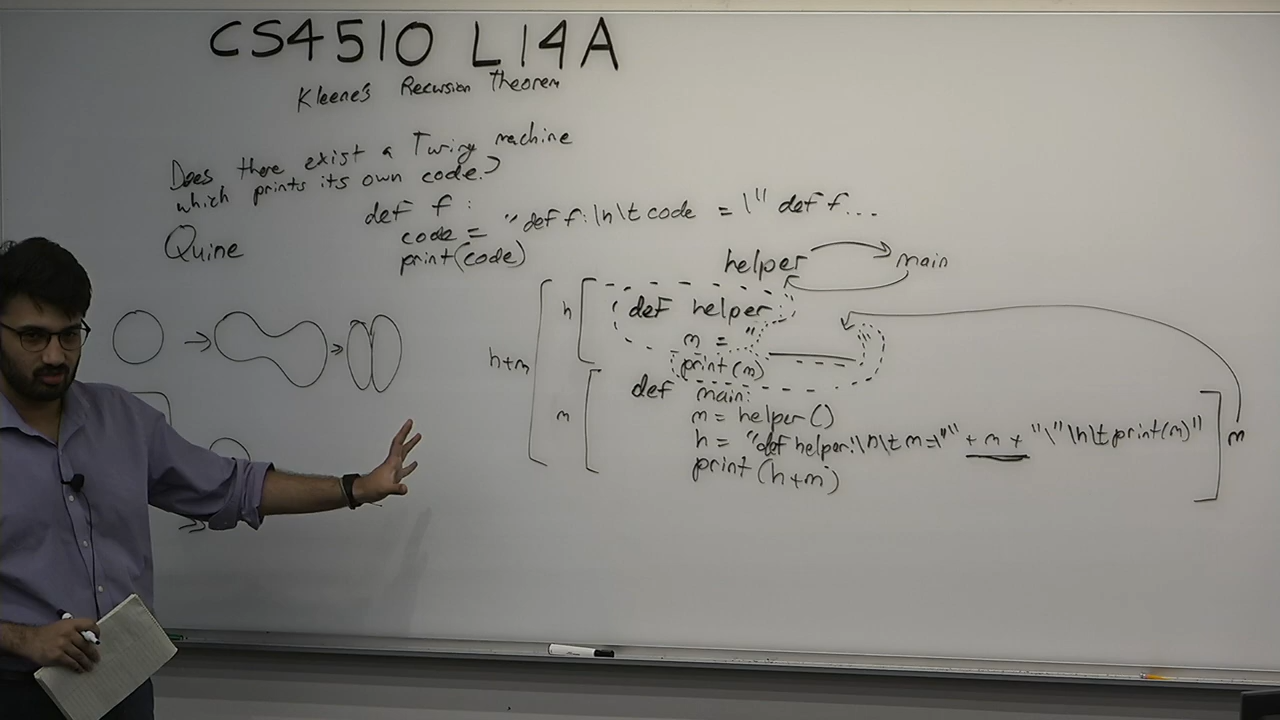 CS4510 L14A
Kleene's Recursion Theorem
Does there exist a Turing machine
which prints its own code?
Quine
def f:
code = "def f:\n\t code = \" def f...
print(code)
helper
main
h+m
h
def helper:
m = "
"
print(m)
m
def main:
m = helper()
h = "def helper:\n\t m=\"" + m + "\"\n\t print(m)"
print(h+m)
m